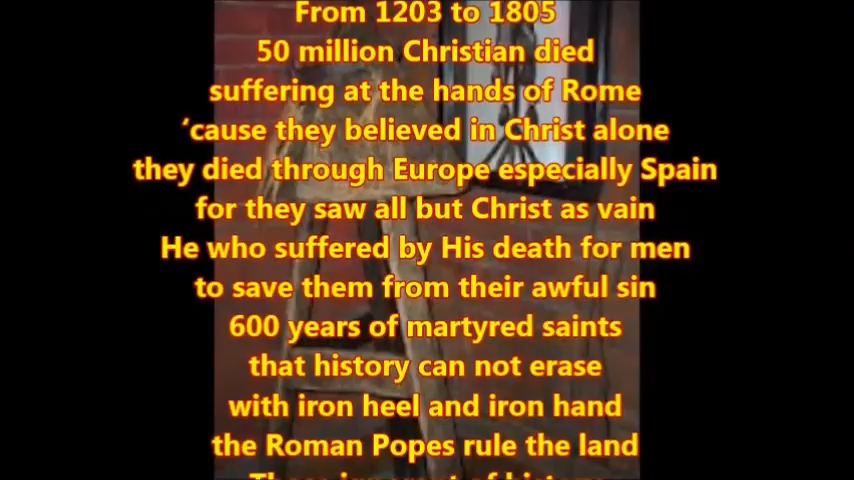 From 1203 to 1805
50 million Christian died
suffering at the hands of Rome
‘cause they believed in Christ alone
they died through Europe especially Spain
for they saw all but Christ as vain
He who suffered by His death for men
to save them from their awful sin
600 years of martyred saints
that history can not erase
with iron heel and iron hand
the Roman Popes rule the land